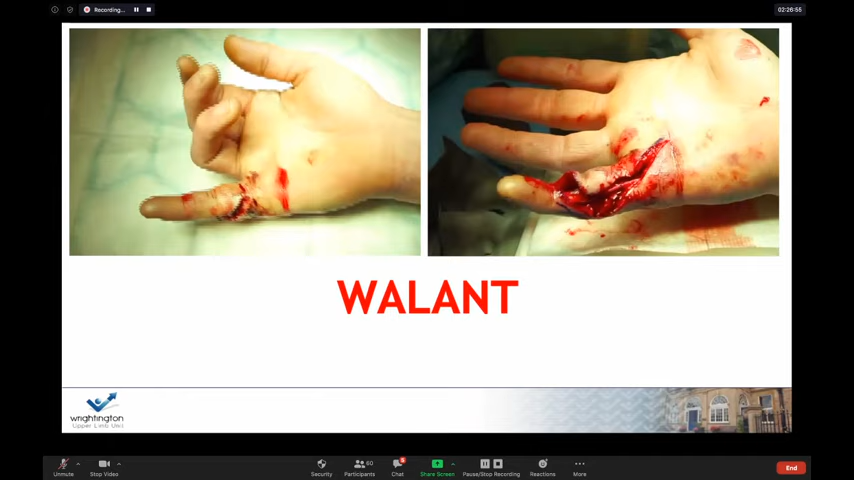 Recording...
02:26:55
WALANT
wrightington
Upper Limb Unit
Unmute
Stop Video
Security
60
Participants
Chat
Share Screen
Pause/Stop Recording
Reactions
More
End